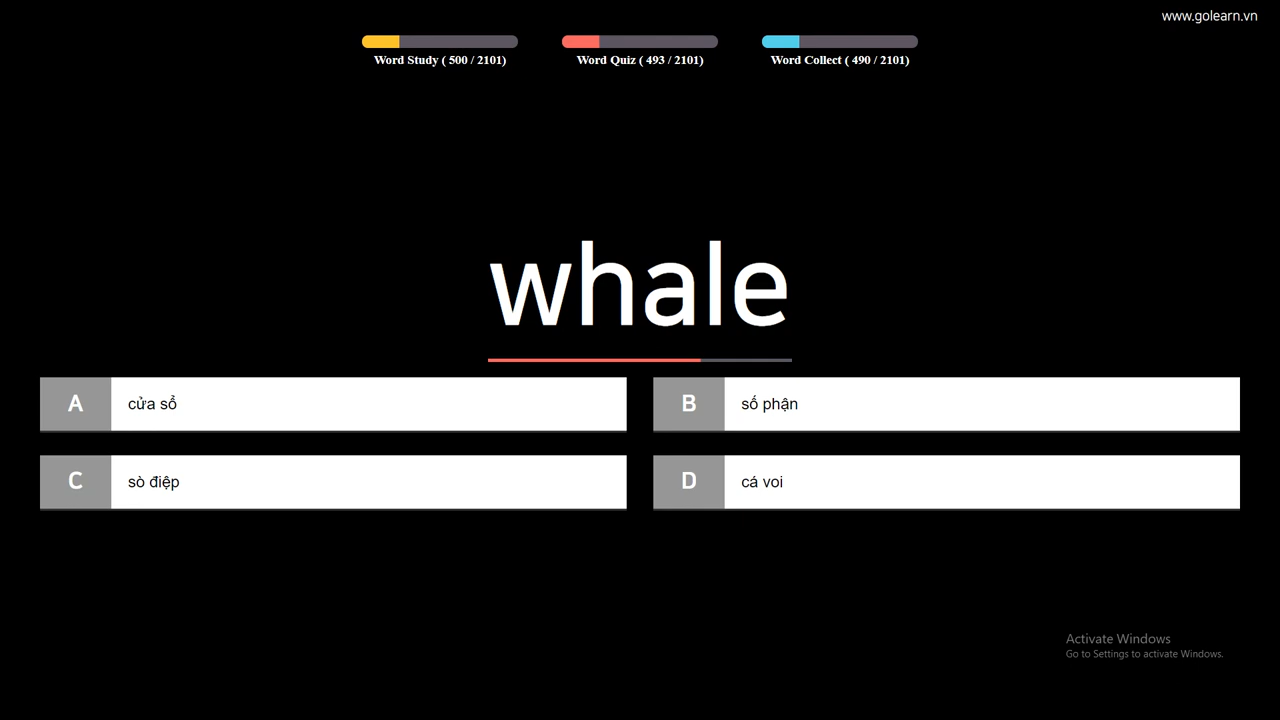 www.golearn.vn
Word Study ( 500 / 2101)
Word Quiz ( 493 / 2101)
Word Collect ( 490 / 2101)
whale
A cửa sổ
B số phận
C sò điệp
D cá voi
Activate Windows
Go to Settings to activate Windows.